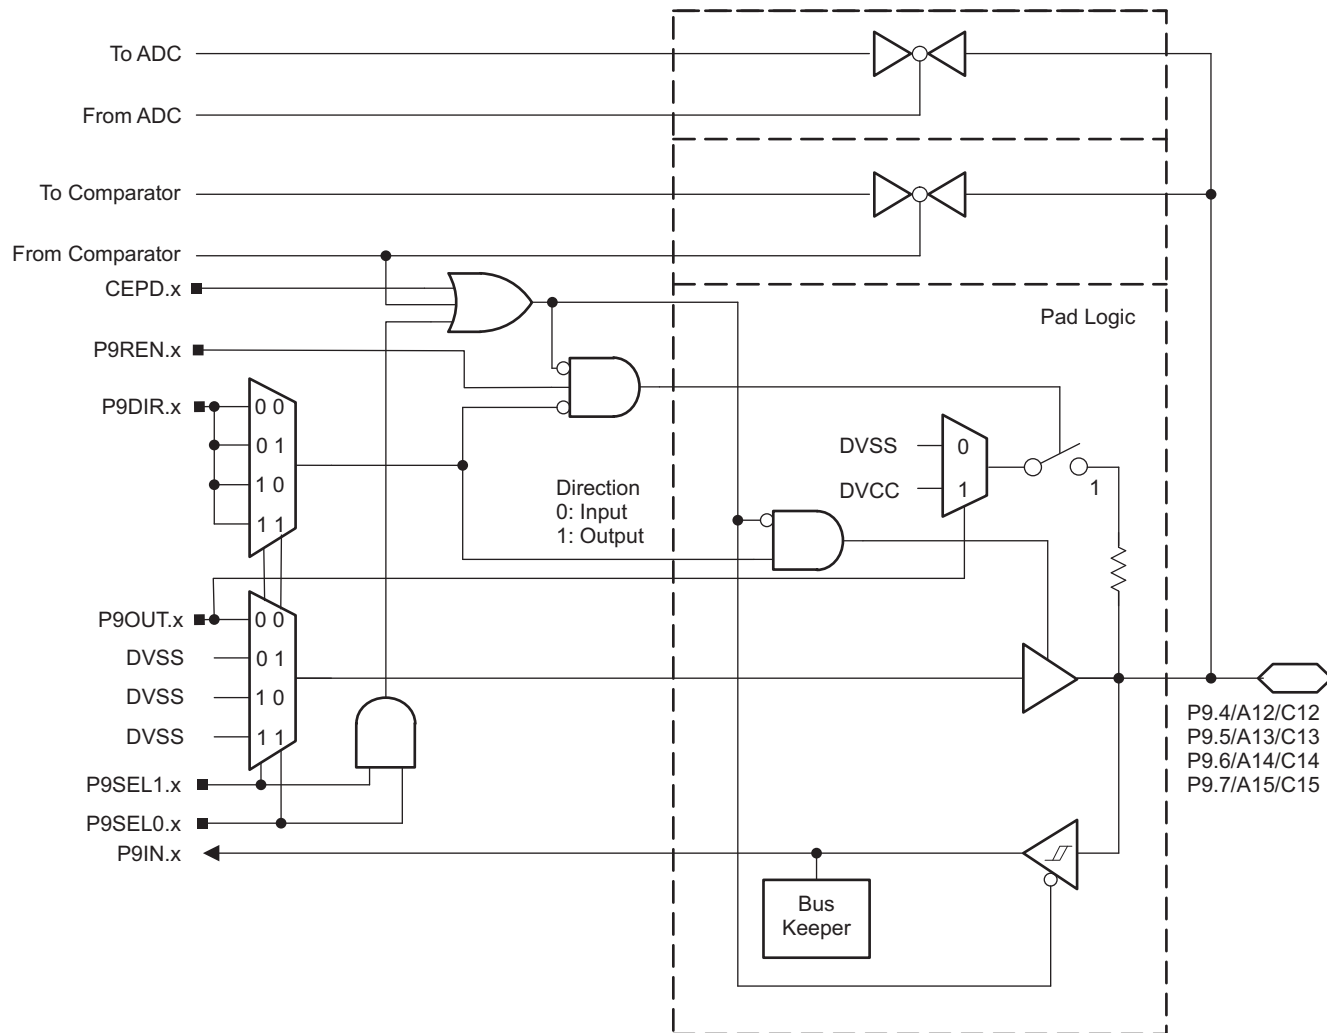 To ADC
From ADC
To Comparator
From Comparator
CEPD.x
Pad Logic
P9REN.x
P9DIR.x
0 0
0 1
1 0
1 1
DVSS
0
DVCC
1
1
Direction
0: Input
1: Output
P9OUT.x
0 0
DVSS
0 1
DVSS
1 0
DVSS
1 1
P9.4/A12/C12
P9.5/A13/C13
P9.6/A14/C14
P9.7/A15/C15
P9SEL1.x
P9SEL0.x
P9IN.x
Bus
Keeper